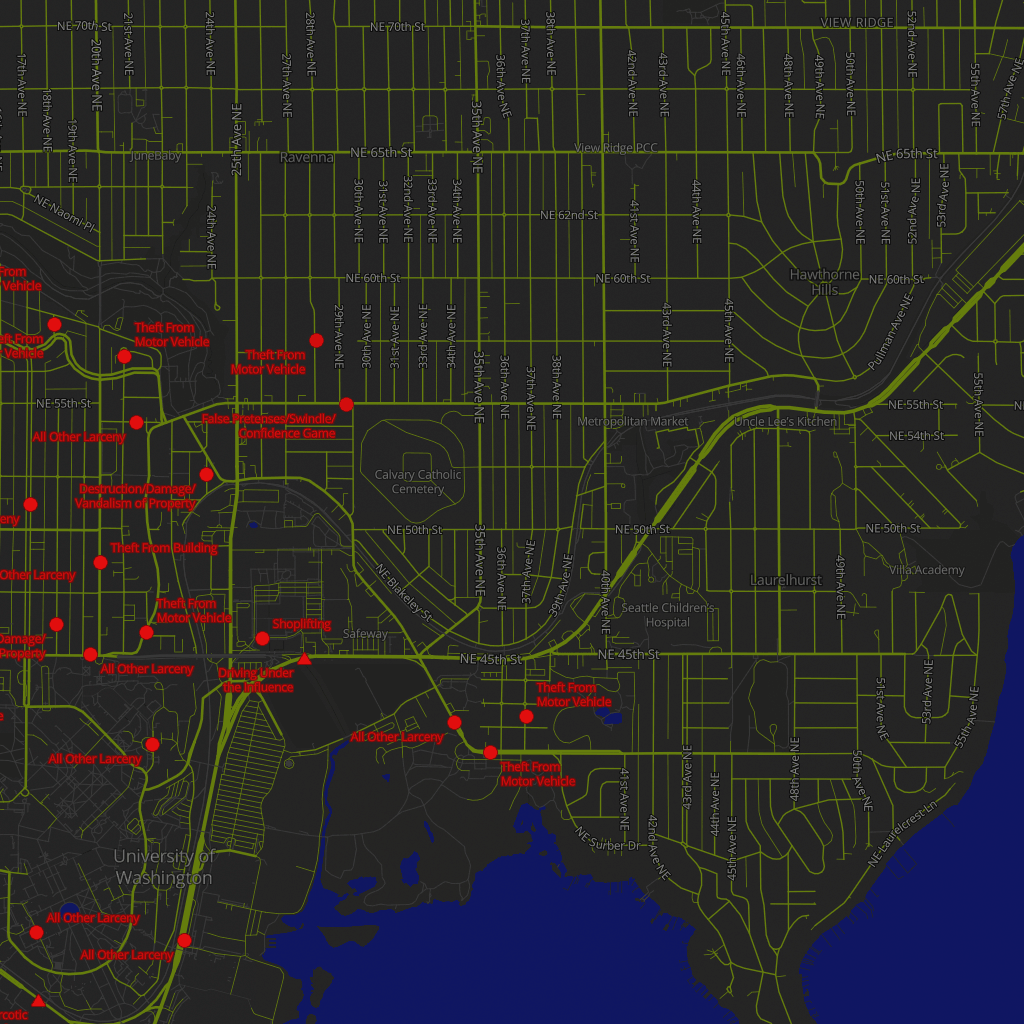 NE 70th St
NE 70th St
VIEW RIDGE
17th Ave NE
18th Ave NE
19th Ave NE
20th Ave NE
21st Ave NE
24th Ave NE
25th Ave NE
27th Ave NE
28th Ave NE
35th Ave NE
36th Ave NE
37th Ave NE
38th Ave NE
42nd Ave NE
43rd Ave NE
45th Ave NE
46th Ave NE
48th Ave NE
49th Ave NE
50th Ave NE
52nd Ave NE
55th Ave NE
57th Ave NE
JuneBaby
Ravenna
NE 65th St
View Ridge PCC
NE 65th St
NE Naomi Pl
24th Ave NE
30th Ave NE
31st Ave NE
32nd Ave NE
33rd Ave NE
34th Ave NE
NE 62nd St
41st Ave NE
44th Ave NE
50th Ave NE
51st Ave NE
52nd Ave NE
53rd Ave NE
From
Vehicle
NE 60th St
NE 60th St
Hawthorne
Hills
NE 60th St
Theft From
Motor Vehicle
Theft From
Motor Vehicle
29th Ave NE
30th Ave NE
31st Ave NE
33rd Ave NE
34th Ave NE
35th Ave NE
36th Ave NE
37th Ave NE
38th Ave NE
43rd Ave NE
45th Ave NE
Pullman Ave NE
55th Ave NE
NE 55th St
False Pretenses/Swindle/
Confidence Game
All Other Larceny
Metropolitan Market
Uncle Lee's Kitchen
NE 55th St
NE 54th St
Calvary Catholic
Cemetery
Destruction/Damage/
Vandalism of Property
NE 50th St
NE 50th St
NE 50th St
Theft From Building
Other Larceny
35th Ave NE
36th Ave NE
37th Ave NE
39th Ave NE
40th Ave NE
49th Ave NE
NE Blakeley St
Laurelhurst
Villa Academy
Theft From
Motor Vehicle
Shoplifting
Safeway
Seattle Children's
Hospital
Damage/
Property
All Other Larceny
NE 45th St
NE 45th St
Driving Under
the Influence
Theft From
Motor Vehicle
All Other Larceny
All Other Larceny
Theft From
Motor Vehicle
51st Ave NE
53rd Ave NE
55th Ave NE
41st Ave NE
42nd Ave NE
43rd Ave NE
44th Ave NE
45th Ave NE
48th Ave NE
50th Ave NE
NE Surber Dr
NE Laurelcrest Ln
University of
Washington
All Other Larceny
All Other Larceny